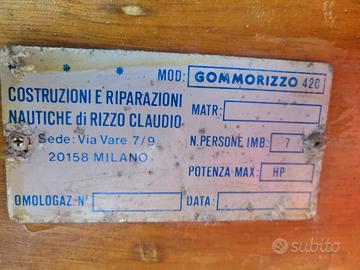 MOD: GOMMORIZZO 420
COSTRUZIONI E RIPARAZIONI
NAUTICHE DI RIZZO CLAUDIO
Sede: Via Vare 7/9
20158 MILANO
MATR:
N. PERSONE IMB: 7
POTENZA MAX: HP
OMOLOGAZ. N°
DATA:
subito